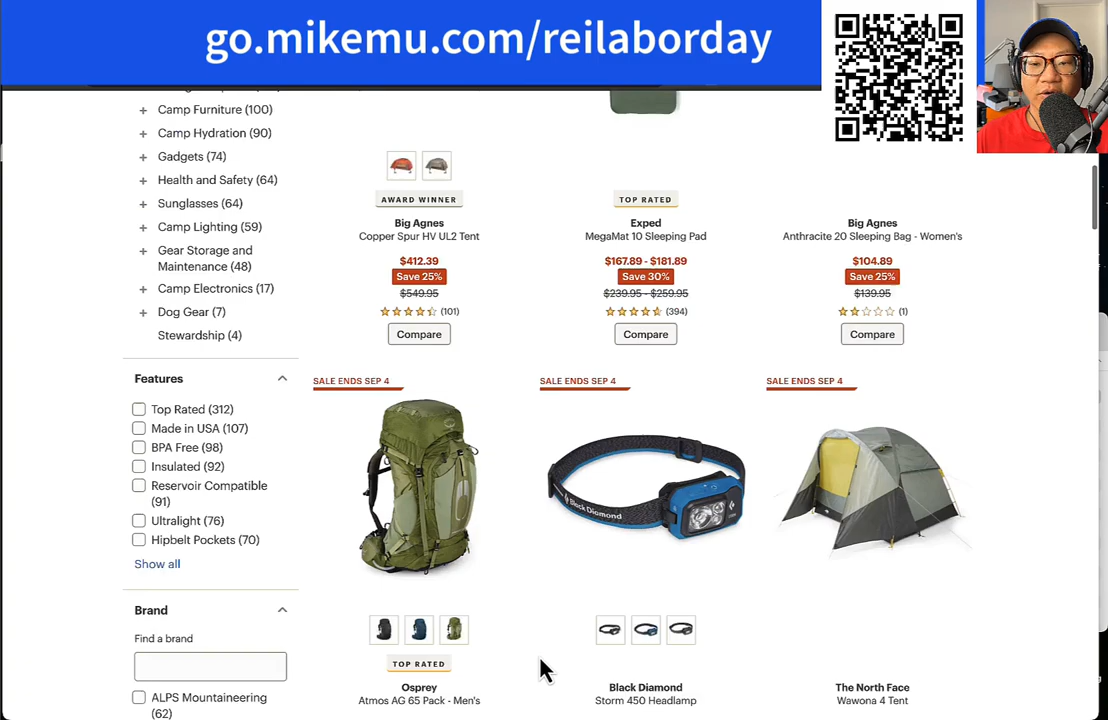 go.mikemu.com/reilaborday
+ Camp Furniture (100)
+ Camp Hydration (90)
+ Gadgets (74)
+ Health and Safety (64)
+ Sunglasses (64)
+ Camp Lighting (59)
+ Gear Storage and
Maintenance (48)
+ Camp Electronics (17)
+ Dog Gear (7)
Stewardship (4)
Features
Top Rated (312)
Made in USA (107)
BPA Free (98)
Insulated (92)
Reservoir Compatible
(91)
Ultralight (76)
Hipbelt Pockets (70)
Show all
Brand
Find a brand
ALPS Mountaineering
(62)
AWARD WINNER
Big Agnes
Copper Spur HV UL2 Tent
$412.39
Save 25%
$549.95
(101)
Compare
TOP RATED
Exped
MegaMat 10 Sleeping Pad
$167.89 - $181.89
Save 30%
$239.95 - $259.95
(394)
Compare
Big Agnes
Anthracite 20 Sleeping Bag - Women's
$104.89
Save 25%
$139.95
(1)
Compare
SALE ENDS SEP 4
TOP RATED
Osprey
Atmos AG 65 Pack - Men's
SALE ENDS SEP 4
Black Diamond
Black Diamond
Storm 450 Headlamp
SALE ENDS SEP 4
The North Face
Wawona 4 Tent